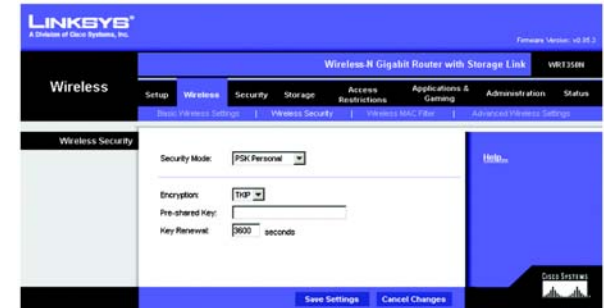 LINKSYS®
A Division of Cisco Systems, Inc.
Firmware Version: v0.35.3
Wireless-N Gigabit Router with Storage Link WRT350N
Wireless
Setup Wireless Security Storage Access Restrictions Applications & Gaming Administration Status
Basic Wireless Settings | Wireless Security | Wireless MAC Filter | Advanced Wireless Settings
Wireless Security
Security Mode: PSK Personal
Help...
Encryption: TKIP
Pre-shared Key:
Key Renewal: 3600 seconds
Save Settings Cancel Changes
CISCO SYSTEMS